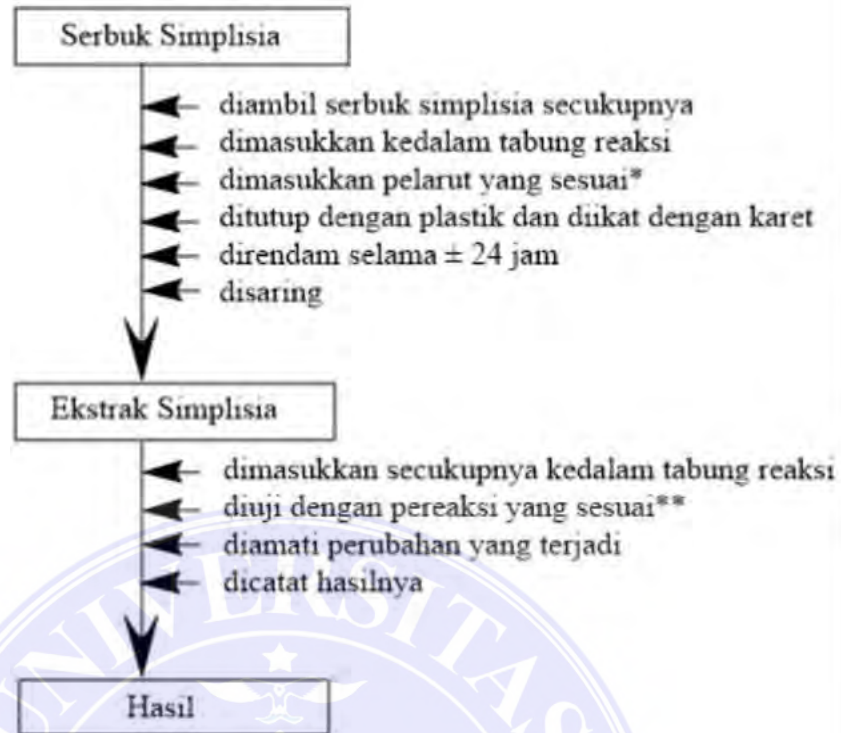 Serbuk Simplisia
diambil serbuk simplisia secukupnya
dimasukkan kedalam tabung reaksi
dimasukkan pelarut yang sesuai*
ditutup dengan plastik dan diikat dengan karet
direndam selama ± 24 jam
disaring
Ekstrak Simplisia
dimasukkan secukupnya kedalam tabung reaksi
diuji dengan pereaksi yang sesuai**
diamati perubahan yang terjadi
dicatat hasilnya
UNIVERSITAS
Hasil